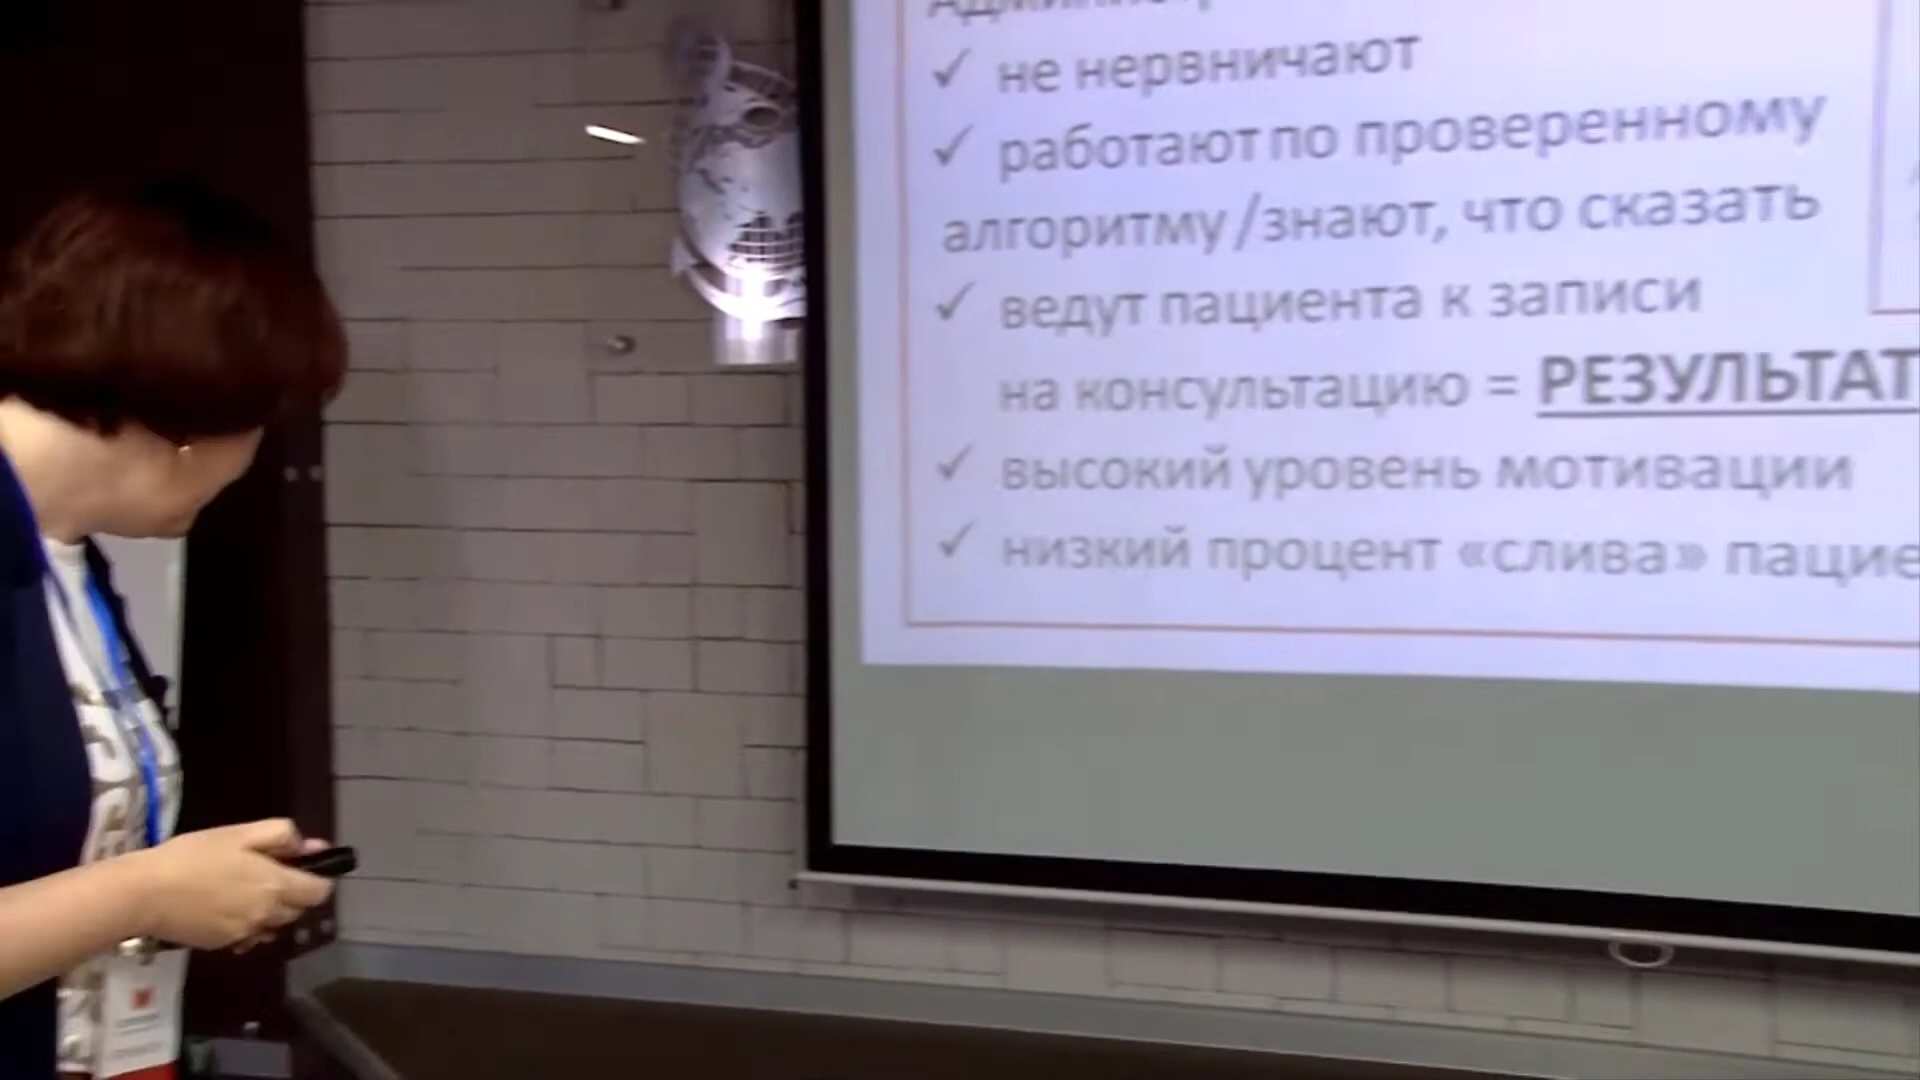 ✓ не нервничают
✓ работают по проверенному
алгоритму /знают, что сказать
✓ ведут пациента к записи
на консультацию = РЕЗУЛЬТАТ
✓ высокий уровень мотивации
✓ низкий процент «слива»